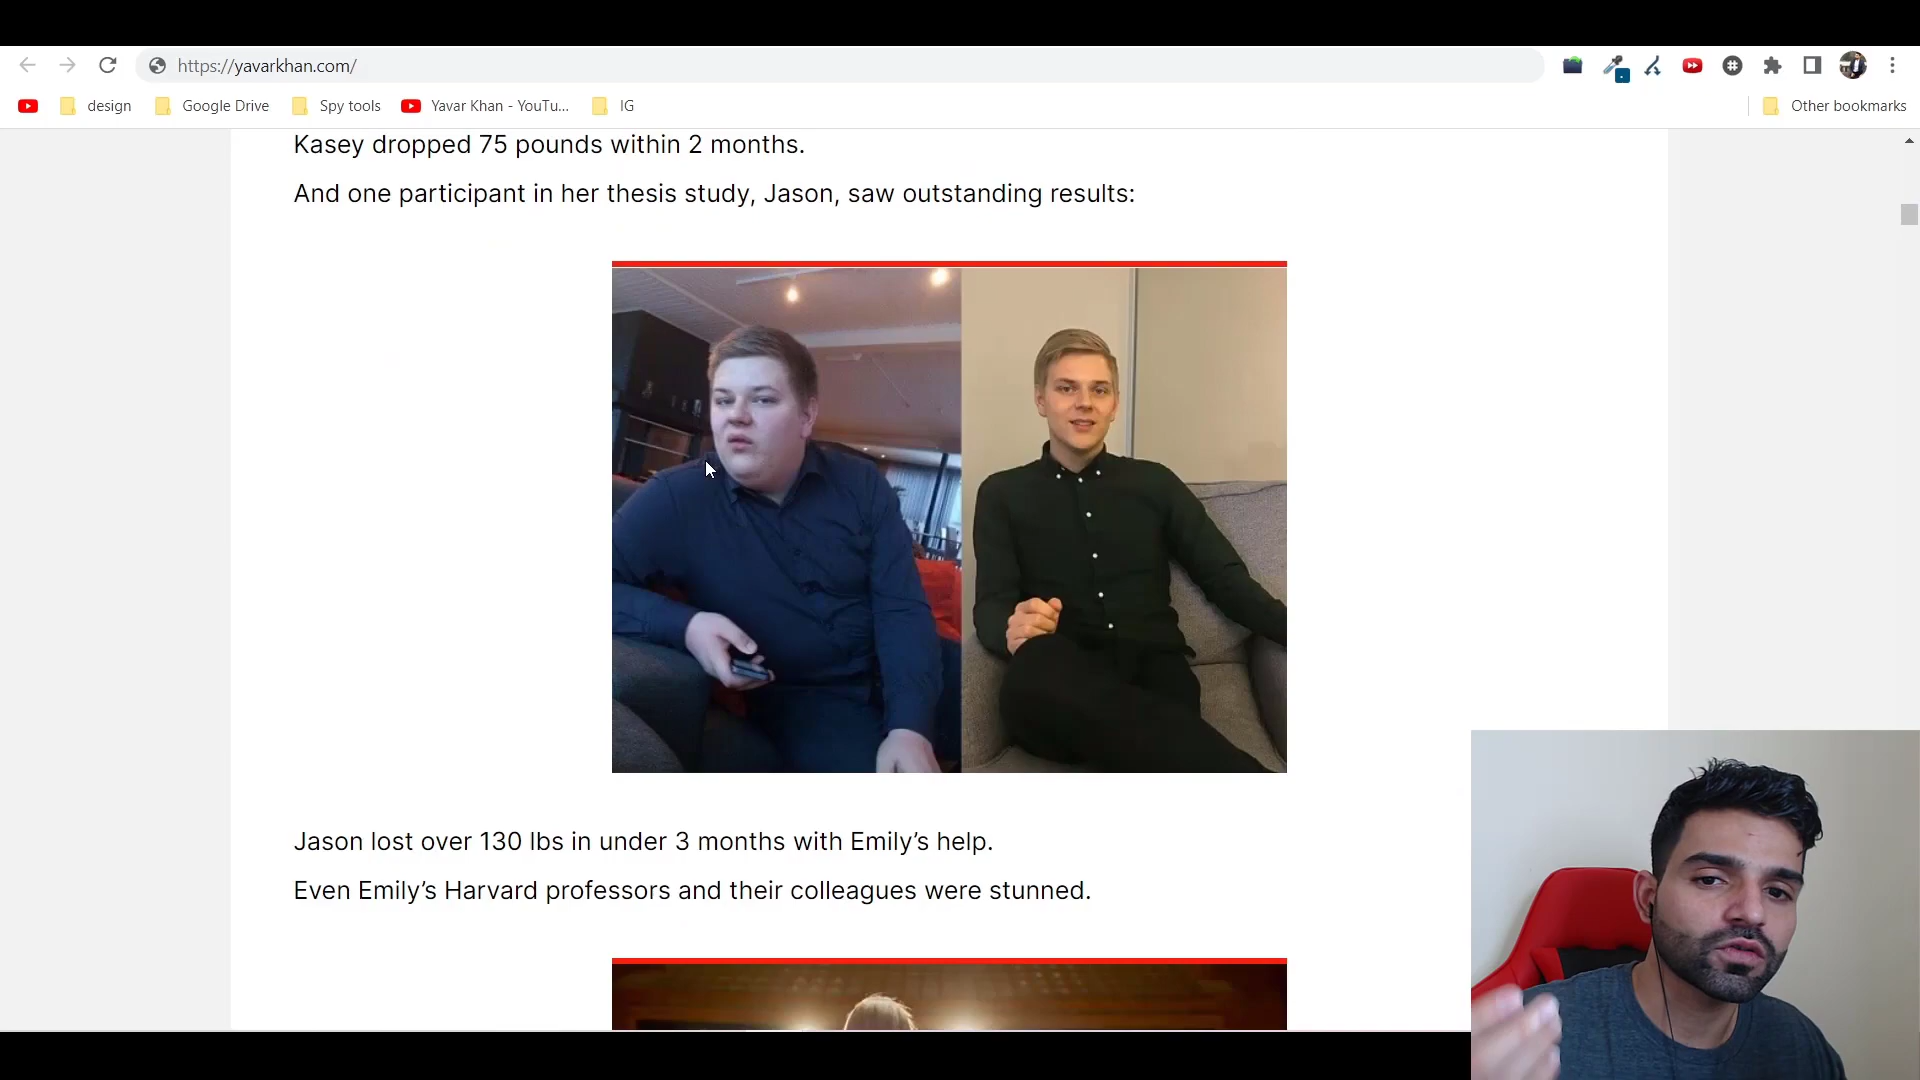 https://yavarkhan.com/
design
Google Drive
Spy tools
Yavar Khan - YouTu...
IG
Other bookmarks
Kasey dropped 75 pounds within 2 months.
And one participant in her thesis study, Jason, saw outstanding results:
Jason lost over 130 lbs in under 3 months with Emily’s help.
Even Emily’s Harvard professors and their colleagues were stunned.